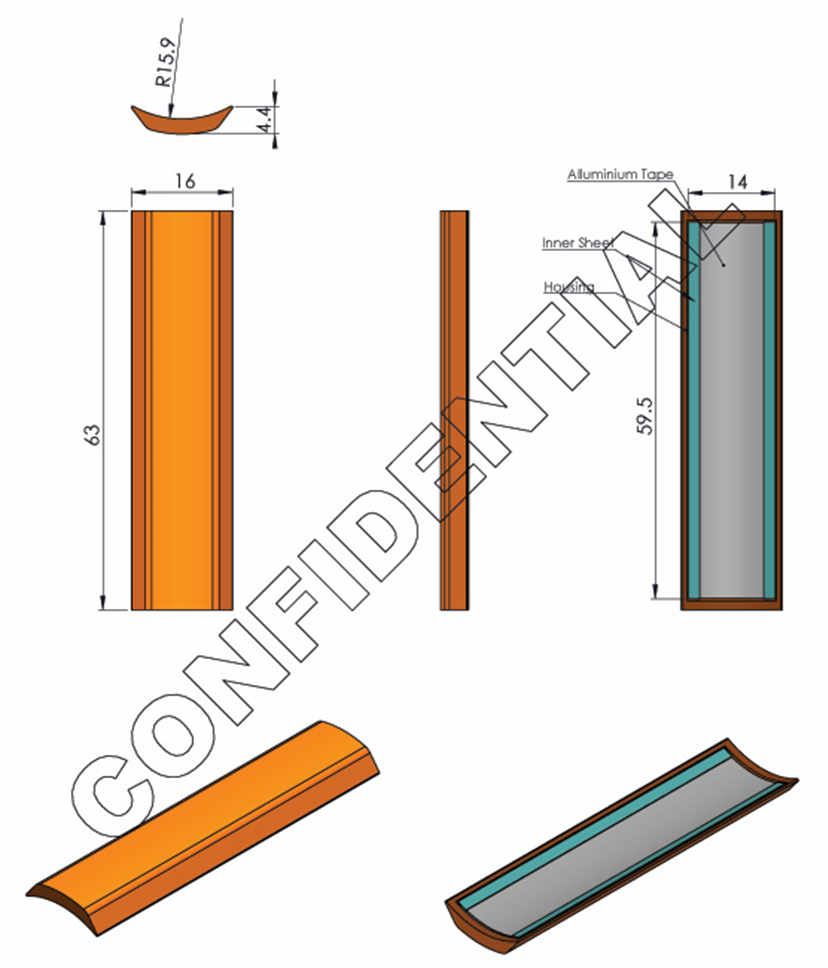 R15.9
4.4
16
Alluminium Tape
14
Inner Sheet
Housing
63
59.5
CONFIDENTIAL